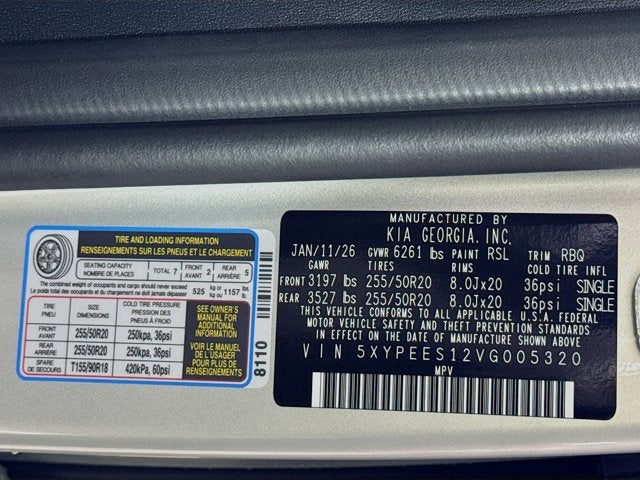 TIRE AND LOADING INFORMATION
RENSEIGNEMENTS SUR LES PNEUS ET LE CHARGEMENT
SEATING CAPACITY
NOMBRE DE PLACES
TOTAL 7
FRONT
AVANT 2
REAR
ARRIÈRE 5
The combined weight of occupants and cargo should never exceed
Le poids total des occupants et du chargement ne doit jamais dépasser
525 kg or ou 1157 lbs. lb.
TIRE
PNEU
SIZE
DIMENSIONS
COLD TIRE PRESSURE
PRESSION DES
PNEUS À FROID
FRONT
AVANT
255/50R20
250kpa, 36psi
REAR
ARRIÈRE
255/50R20
250kpa, 36psi
SPARE
DE SECOURS
T155/90R18
420kPa, 60psi
SEE OWNER'S
MANUAL FOR
ADDITIONAL
INFORMATION
VOIR LE MANUEL
DE L'USAGER
POUR PLUS DE
RENSEIGNEMENTS
8110
MANUFACTURED BY
KIA GEORGIA, INC.
JAN/11/26 GVWR 6261 lbs PAINT RSL TRIM RBQ
GAWR TIRES RIMS COLD TIRE INFL
FRONT 3197 lbs 255/50R20 8.0Jx20 36psi SINGLE
REAR 3527 lbs 255/50R20 8.0Jx20 36psi SINGLE
THIS VEHICLE CONFORMS TO ALL APPLICABLE U.S.A. FEDERAL
MOTOR VEHICLE SAFETY AND THEFT PREVENTION STANDARDS
IN EFFECT ON THE DATE OF MANUFACTURE SHOWN ABOVE.
VIN 5XYPEES12VG005320
MPV